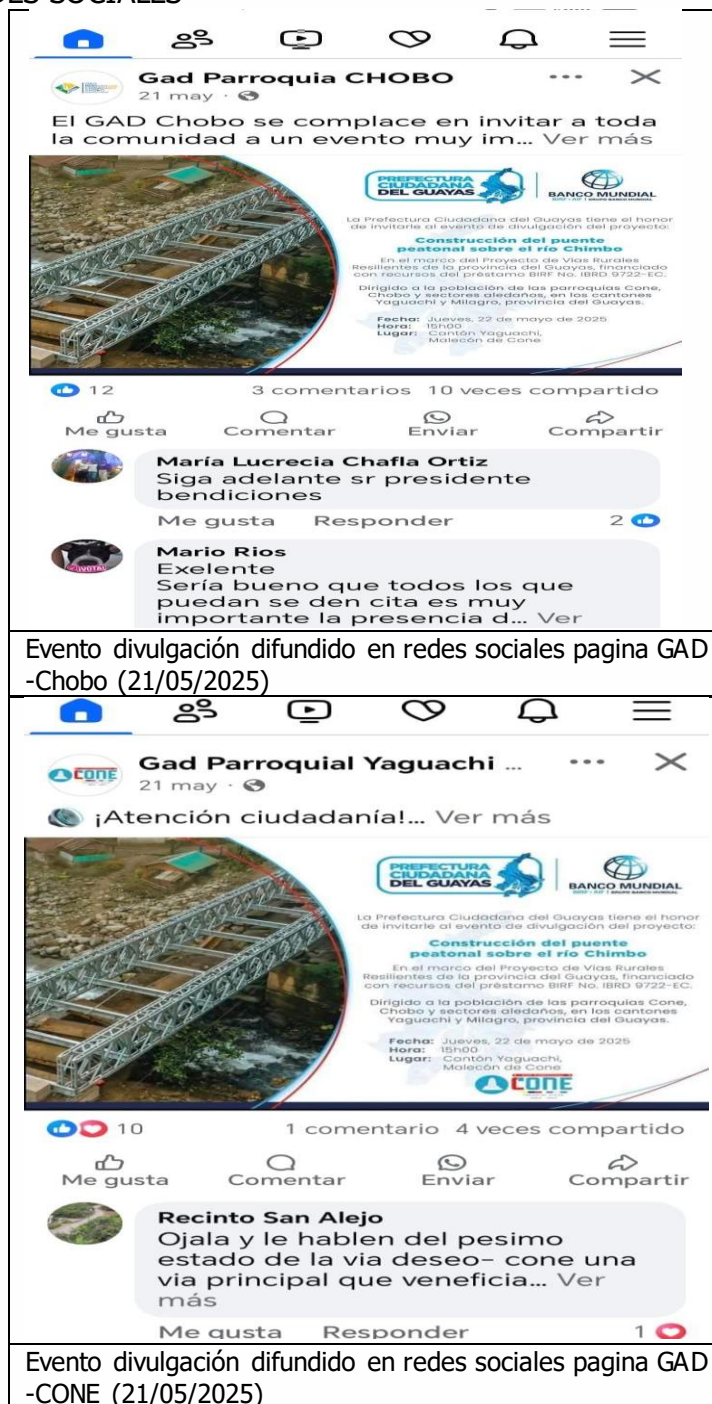 DES SOCIALES
Gad Parroquia CHOBO
21 may ·
El GAD Chobo se complace en invitar a toda
la comunidad a un evento muy im... Ver más
PREFECTURA
CIUDADANA
DEL GUAYAS
BANCO MUNDIAL
BIRF · AIF | GRUPO BANCO MUNDIAL
La Prefectura Ciudadana del Guayas tiene el honor
de invitarle al evento de divulgación del proyecto:
Construcción del puente
peatonal sobre el río Chimbo
En el marco del Proyecto de Vías Rurales
Resilientes de la provincia del Guayas, financiado
con recursos del préstamo BIRF No. IBRD 9722-EC.
Dirigido a la población de las parroquias Cone,
Chobo y sectores aledaños, en los cantones
Yaguachi y Milagro, provincia del Guayas.
Fecha: Jueves, 22 de mayo de 2025
Hora: 15h00
Lugar: Cantón Yaguachi,
Malecón de Cone
12 3 comentarios 10 veces compartido
Me gusta Comentar Enviar Compartir
María Lucrecia Chafla Ortiz
Siga adelante sr presidente
bendiciones
Me gusta Responder 2
Mario Rios
Exelente
Sería bueno que todos los que
puedan se den cita es muy
importante la presencia d... Ver
Evento divulgación difundido en redes sociales pagina GAD
-Chobo (21/05/2025)
CONE
Gad Parroquial Yaguachi ...
21 may ·
¡Atención ciudadanía!... Ver más
PREFECTURA
CIUDADANA
DEL GUAYAS
BANCO MUNDIAL
BIRF · AIF | GRUPO BANCO MUNDIAL
La Prefectura Ciudadana del Guayas tiene el honor
de invitarle al evento de divulgación del proyecto:
Construcción del puente
peatonal sobre el río Chimbo
En el marco del Proyecto de Vías Rurales
Resilientes de la provincia del Guayas, financiado
con recursos del préstamo BIRF No. IBRD 9722-EC.
Dirigido a la población de las parroquias Cone,
Chobo y sectores aledaños, en los cantones
Yaguachi y Milagro, provincia del Guayas.
Fecha: Jueves, 22 de mayo de 2025
Hora: 15h00
Lugar: Cantón Yaguachi,
Malecón de Cone
CONE
10 1 comentario 4 veces compartido
Me gusta Comentar Enviar Compartir
Recinto San Alejo
Ojala y le hablen del pesimo
estado de la via deseo- cone una
via principal que veneficia... Ver
más
Me gusta Responder 1
Evento divulgación difundido en redes sociales pagina GAD
-CONE (21/05/2025)